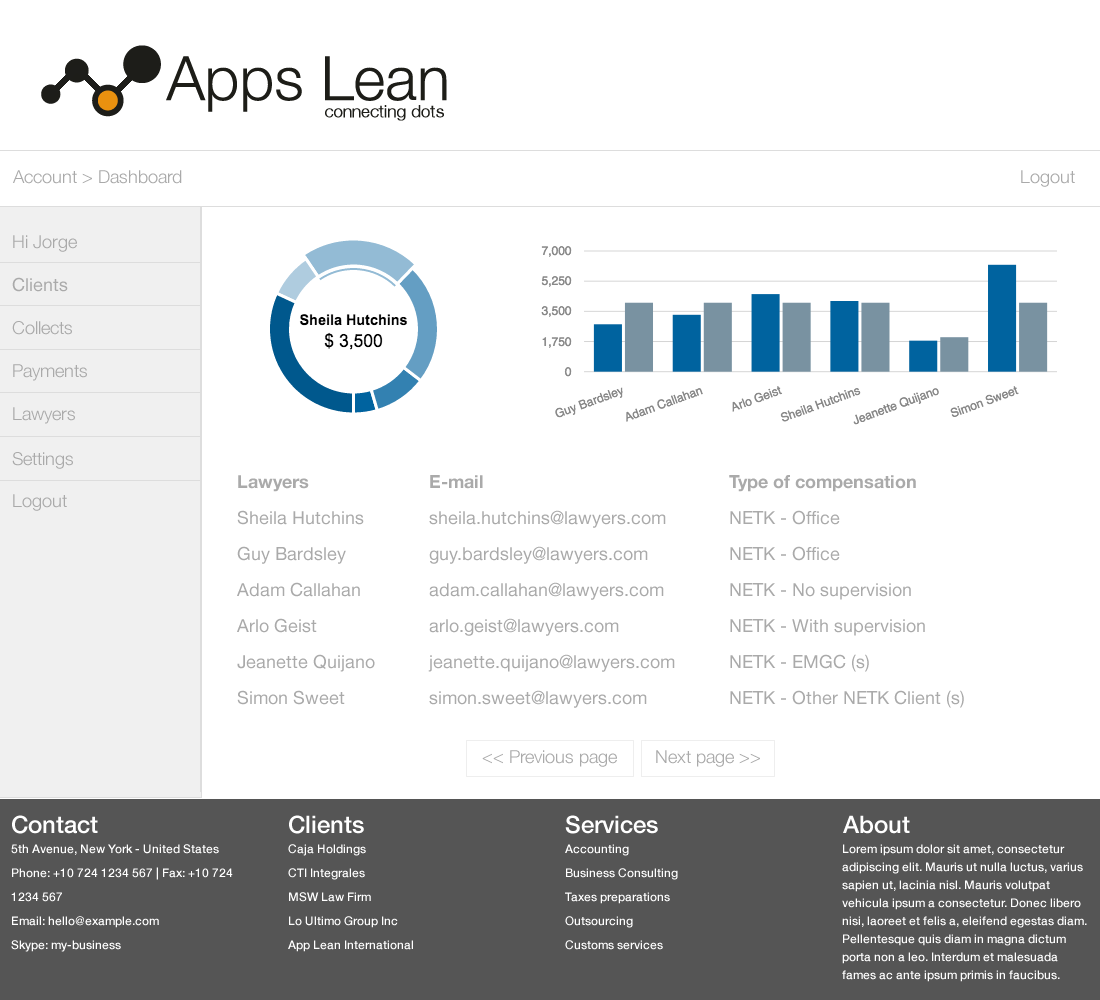 Apps Lean
connecting dots
Account > Dashboard
Logout
Hi Jorge
Clients
Collects
Payments
Lawyers
Settings
Logout
Sheila Hutchins
$ 3,500
7,000
5,250
3,500
1,750
0
Guy Bardsley
Adam Callahan
Arlo Geist
Sheila Hutchins
Jeanette Quijano
Simon Sweet
Lawyers E-mail Type of compensation
Sheila Hutchins sheila.hutchins@lawyers.com NETK - Office
Guy Bardsley guy.bardsley@lawyers.com NETK - Office
Adam Callahan adam.callahan@lawyers.com NETK - No supervision
Arlo Geist arlo.geist@lawyers.com NETK - With supervision
Jeanette Quijano jeanette.quijano@lawyers.com NETK - EMGC (s)
Simon Sweet simon.sweet@lawyers.com NETK - Other NETK Client (s)
<< Previous page
Next page >>
Contact
5th Avenue, New York - United States
Phone: +10 724 1234 567 | Fax: +10 724
1234 567
Email: hello@example.com
Skype: my-business
Clients
Caja Holdings
CTI Integrales
MSW Law Firm
Lo Ultimo Group Inc
App Lean International
Services
Accounting
Business Consulting
Taxes preparations
Outsourcing
Customs services
About
Lorem ipsum dolor sit amet, consectetur
adipiscing elit. Mauris ut nulla luctus, varius
sapien ut, lacinia nisl. Mauris volutpat
vehicula ipsum a consectetur. Donec libero
nisi, laoreet et felis a, eleifend egestas diam.
Pellentesque quis diam in magna dictum
porta non a leo. Interdum et malesuada
fames ac ante ipsum primis in faucibus.